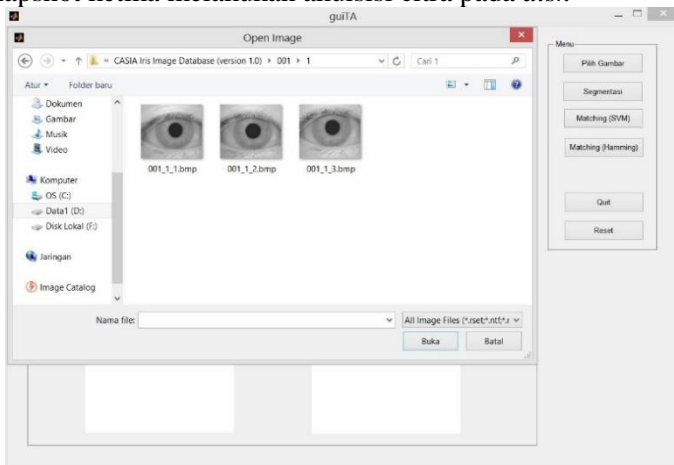 guiTA
Open Image
« CASIA Iris Image Database (version 1.0) › 001 › 1
Cari 1
Atur
Folder baru
Dokumen
Gambar
Musik
Video
Komputer
OS (C:)
Data1 (D:)
Disk Lokal (F:)
Jaringan
Image Catalog
001_1_1.bmp
001_1_2.bmp
001_1_3.bmp
Nama file:
All Image Files (*.rset;*.ntf;*.r
Buka
Batal
Menu
Pilih Gambar
Segmentasi
Matching (SVM)
Matching (Hamming)
Quit
Reset